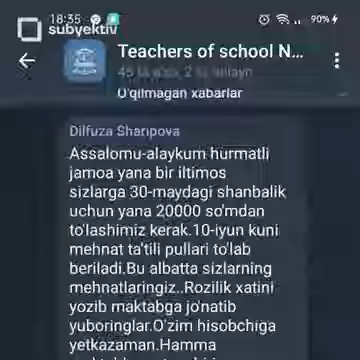 18:35
90%
subyektiv
Teachers of school N...
O'qilmagan xabarlar
Dilfuza Sharipova
Assalomu-alaykum hurmatli
jamoa yana bir iltimos
sizlarga 30-maydagi shanbalik
uchun yana 20000 so'mdan
to'lashimiz kerak.10-iyun kuni
mehnat ta'tili pullari to'lab
beriladi.Bu albatta sizlarning
mehnatlaringiz..Rozilik xatini
yozib maktabga jo'natib
yuboringlar.O'zim hisobchiga
yetkazaman.Hamma